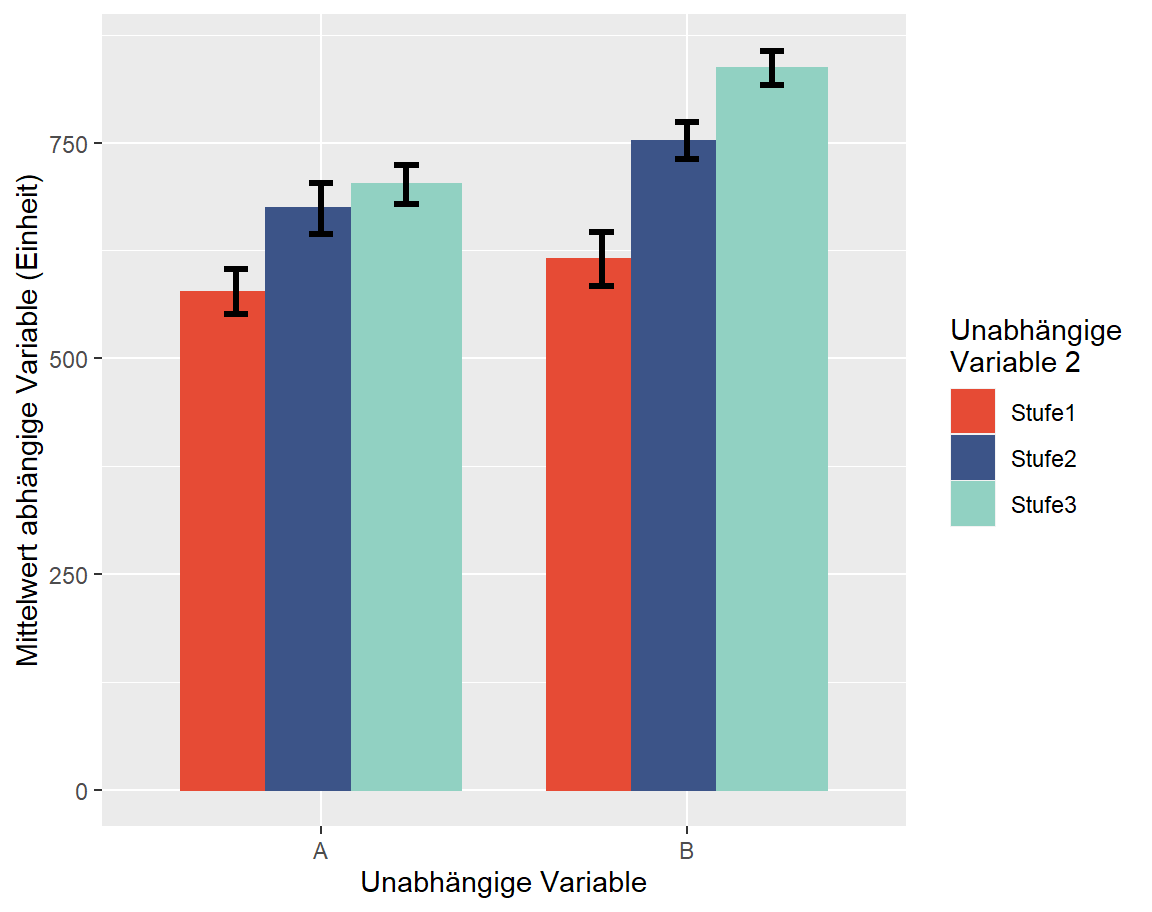 Mittelwert abhängige Variable (Einheit)
750
500
250
0
A
B
Unabhängige Variable
Unabhängige
Variable 2
Stufe1
Stufe2
Stufe3